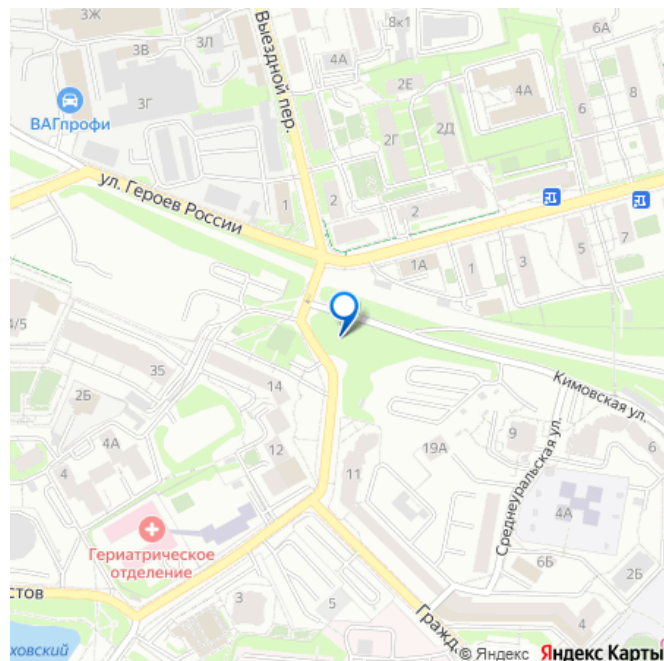 3Ж
8к1
6А
3В
3Л
4А
2Е
3Г
4А
8
6
ВАГпрофи
Выездной пер.
2Г
2Д
ул. Героев России
1
2
2
7
1А
1
3
5
4/5
35
14
Кимовская ул.
2Б
12
19А
9
6
4А
4
11
Среднеуральская ул.
4А
Гериатрическое
отделение
6Б
2Б
стов
3
5
4
Гражд.
ховский
© Яндекс Яндекс Карты